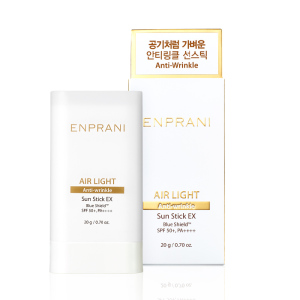 ENPRANI
AIR LIGHT
Anti-wrinkle
Sun Stick EX
Blue Shield™
SPF 50+, PA++++
20 g / 0.70 oz.
공기처럼 가벼운
안티링클 선스틱
Anti-Wrinkle
ENPRANI
AIR LIGHT
Anti-wrinkle
Sun Stick EX
Blue Shield™
SPF 50+, PA++++
20 g / 0.70 oz.